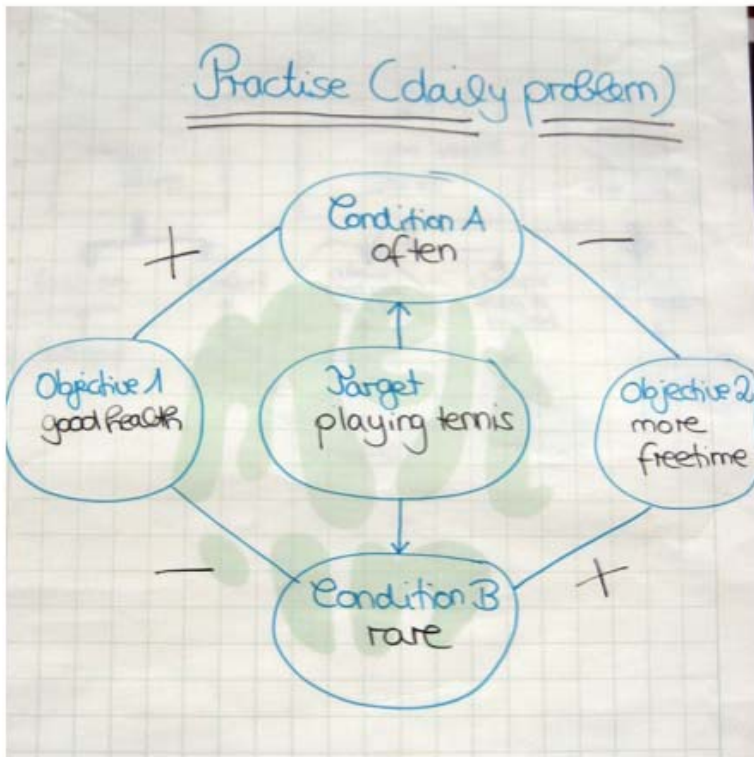 Practise (daily problem)
Condition A
often
+
−
Objective 1
good health
Target
playing tennis
Objective 2
more
freetime
−
+
Condition B
rare